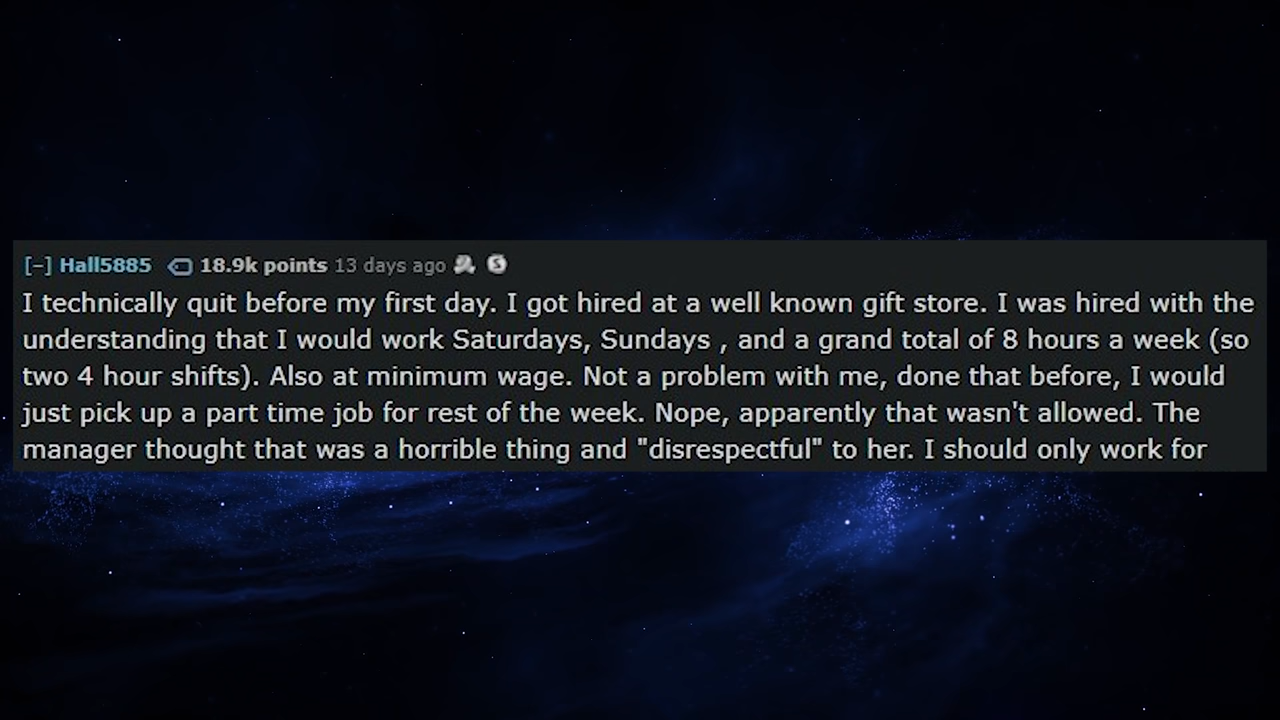 [–] Hall5885 18.9k points 13 days ago S
I technically quit before my first day. I got hired at a well known gift store. I was hired with the
understanding that I would work Saturdays, Sundays , and a grand total of 8 hours a week (so
two 4 hour shifts). Also at minimum wage. Not a problem with me, done that before, I would
just pick up a part time job for rest of the week. Nope, apparently that wasn't allowed. The
manager thought that was a horrible thing and "disrespectful" to her. I should only work for